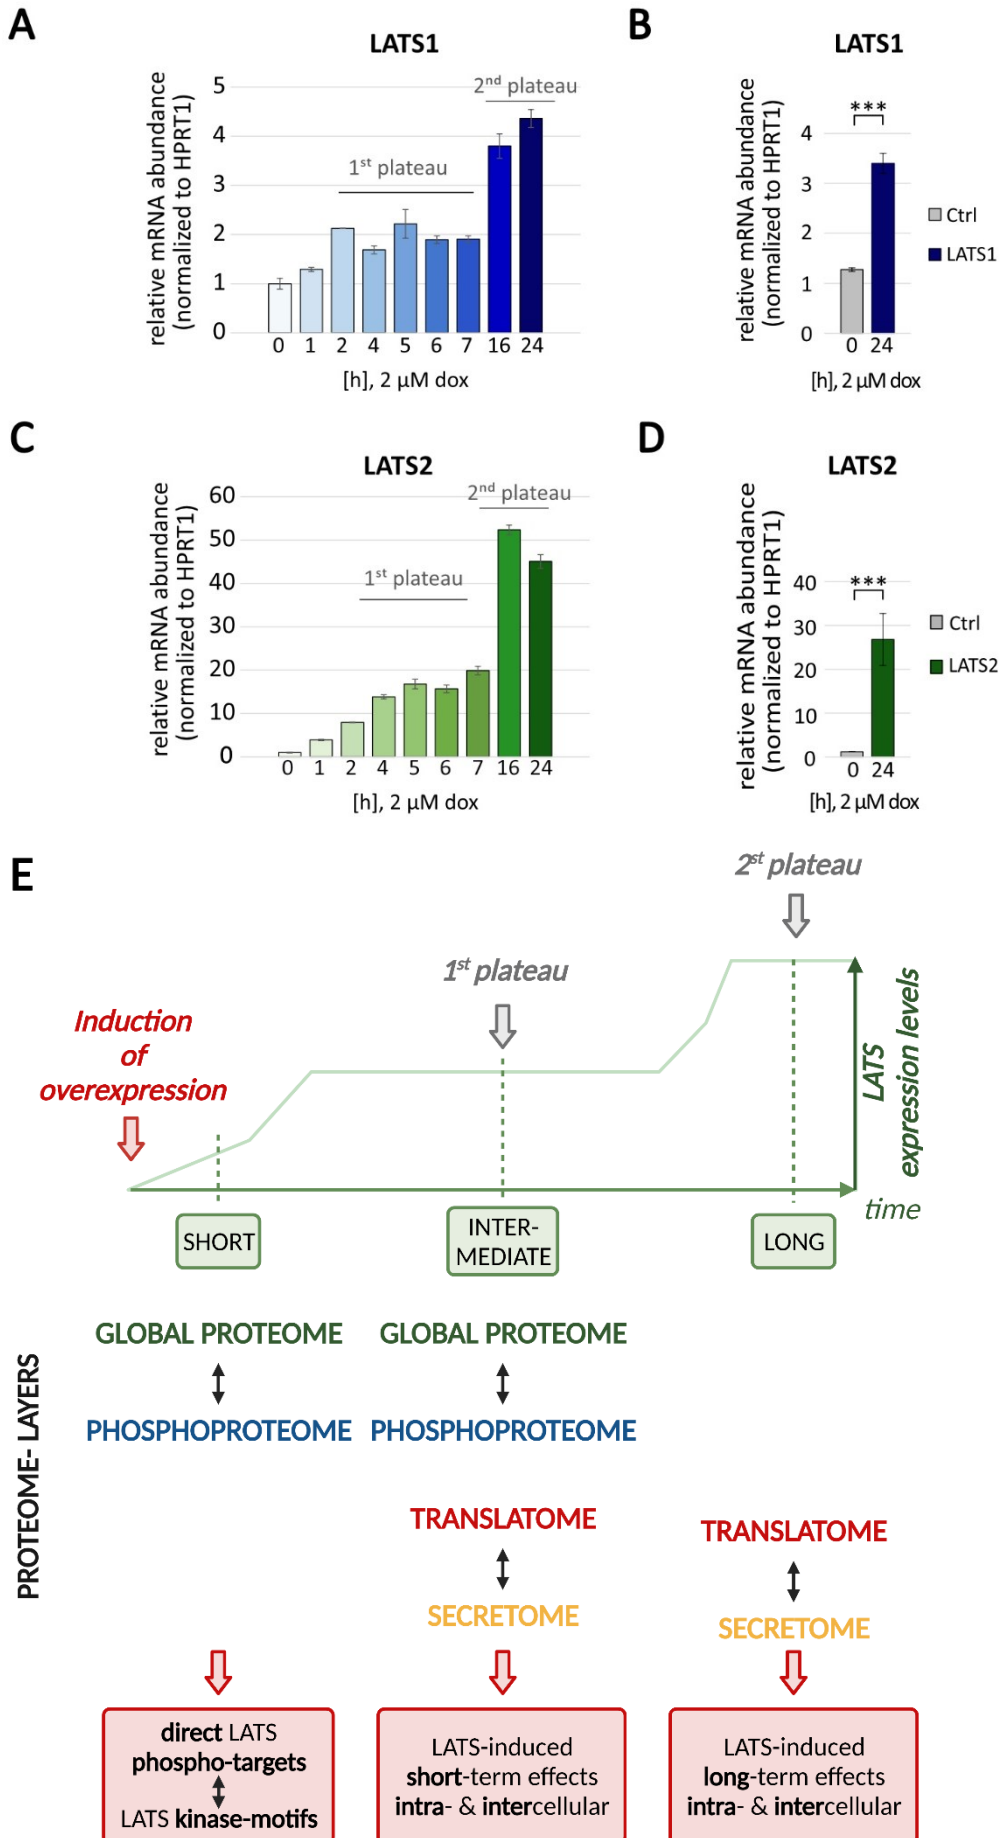 A
LATS1
relative mRNA abundance
(normalized to HPRT1)
5
4
3
2
1
0
1st plateau
2nd plateau
0 1 2 4 5 6 7 16 24
[h], 2 µM dox
B
LATS1
relative mRNA abundance
(normalized to HPRT1)
4
3
2
1
0
***
0 24
[h], 2 µM dox
Ctrl
LATS1
C
LATS2
relative mRNA abundance
(normalized to HPRT1)
60
50
40
30
20
10
0
1st plateau
2nd plateau
0 1 2 4 5 6 7 16 24
[h], 2 µM dox
D
LATS2
relative mRNA abundance
(normalized to HPRT1)
40
30
20
10
0
***
0 24
[h], 2 µM dox
Ctrl
LATS2
E
2st plateau
1st plateau
Induction
of
overexpression
LATS
expression levels
time
SHORT
INTER-
MEDIATE
LONG
PROTEOME- LAYERS
GLOBAL PROTEOME GLOBAL PROTEOME
PHOSPHOPROTEOME PHOSPHOPROTEOME
TRANSLATOME TRANSLATOME
SECRETOME SECRETOME
direct LATS
phospho-targets
LATS kinase-motifs
LATS-induced
short-term effects
intra- & intercellular
LATS-induced
long-term effects
intra- & intercellular